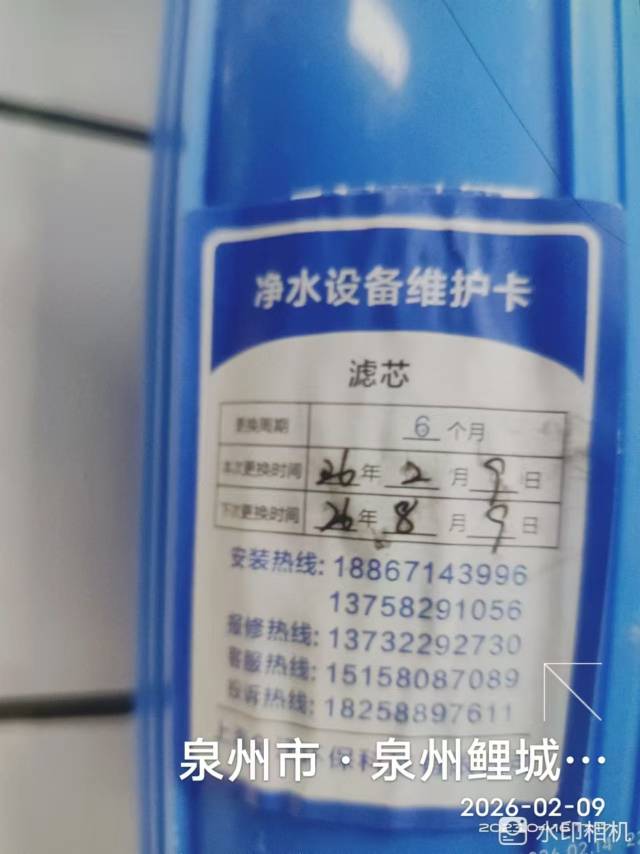 净水设备维护卡
滤芯
更换周期 6 个月
本次更换时间 26 年 2 月 9 日
下次更换时间 26 年 8 月 9 日
安装热线: 18867143996
13758291056
报修热线: 13732292730
客服热线: 15158087089
投诉热线: 18258897611
泉州市·泉州鲤城…
2026-02-09
水印相机